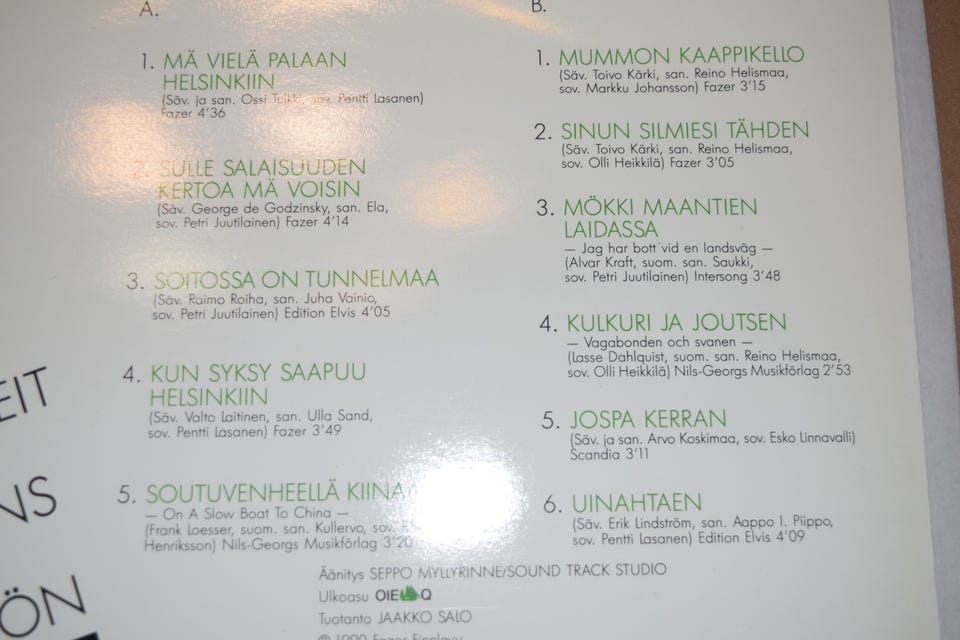 A.
1. MÄ VIELÄ PALAAN
HELSINKIIN
(Säv. ja san. Ossi Tulkki, sov. Pentti Lasanen)
Fazer 4'36
2. SULLE SALAISUUDEN
KERTOA MÄ VOISIN
(Säv. George de Godzinsky, san. Ela,
sov. Petri Juutilainen) Fazer 4'14
3. SOITOSSA ON TUNNELMAA
(Säv. Raimo Roiha, san. Juha Vainio,
sov. Petri Juutilainen) Edition Elvis 4'05
4. KUN SYKSY SAAPUU
HELSINKIIN
(Säv. Valto Laitinen, san. Ulla Sand,
sov. Pentti Lasanen) Fazer 3'49
5. SOUTUVENHEELLÄ KIINA
— On A Slow Boat To China —
(Frank Loesser, suom. san. Kullervo, sov.
Henriksson) Nils-Georgs Musikförlag 3'20
B.
1. MUMMON KAAPPIKELLO
(Säv. Toivo Kärki, san. Reino Helismaa,
sov. Markku Johansson) Fazer 3'15
2. SINUN SILMIESI TÄHDEN
(Säv. Toivo Kärki, san. Reino Helismaa,
sov. Olli Heikkilä) Fazer 3'05
3. MÖKKI MAANTIEN
LAIDASSA
— Jag har bott vid en landsväg —
(Alvar Kraft, suom. san. Saukki,
sov. Petri Juutilainen) Intersong 3'48
4. KULKURI JA JOUTSEN
— Vagabonden och svanen —
(Lasse Dahlquist, suom. san. Reino Helismaa,
sov. Olli Heikkilä) Nils-Georgs Musikförlag 2'53
5. JOSPA KERRAN
(Säv. ja san. Arvo Koskimaa, sov. Esko Linnavalli)
Scandia 3'11
6. UINAHTAEN
(Säv. Erik Lindström, san. Aappo I. Piippo,
sov. Pentti Lasanen) Edition Elvis 4'09
Äänitys SEPPO MYLLYRINNE/SOUND TRACK STUDIO
Ulkoasu
Tuotanto JAAKKO SALO
℗ 1990 Fazer Finnlevy
EIT
NS
ÖN